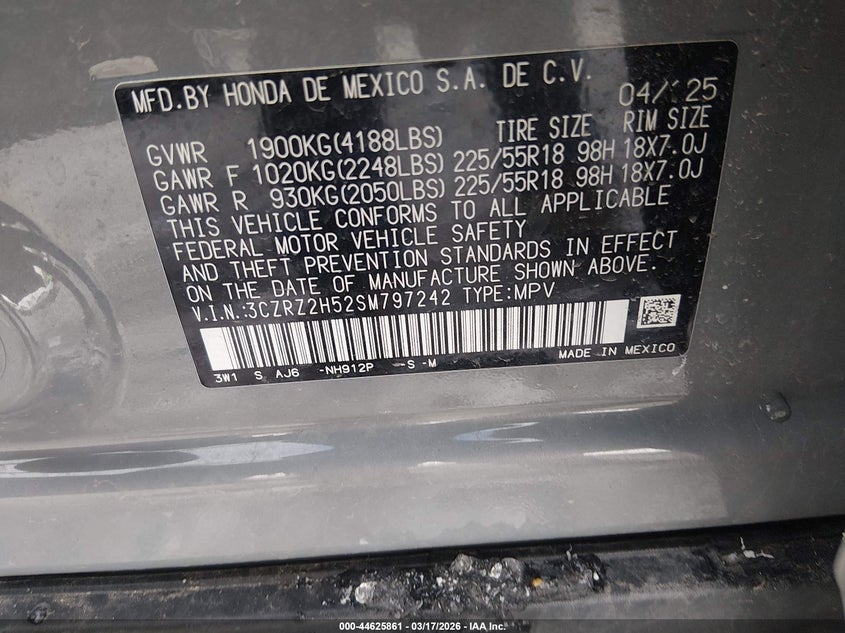 MFD.BY HONDA DE MEXICO S.A. DE C.V. 04/'25
TIRE SIZE RIM SIZE
GVWR 1900KG(4188LBS)
GAWR F 1020KG(2248LBS) 225/55R18 98H 18X7.0J
GAWR R 930KG(2050LBS) 225/55R18 98H 18X7.0J
THIS VEHICLE CONFORMS TO ALL APPLICABLE
FEDERAL MOTOR VEHICLE SAFETY
AND THEFT PREVENTION STANDARDS IN EFFECT
ON THE DATE OF MANUFACTURE SHOWN ABOVE.
V.I.N.:3CZRZ2H52SM797242 TYPE:MPV
3W1 S AJ6 -NH912P -S -M MADE IN MEXICO
000-44625861 | 03/17/2026 | IAA Inc.